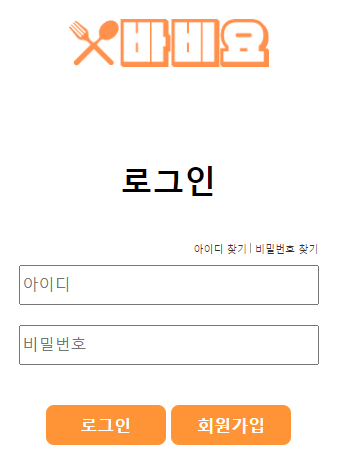 바비요
로그인
아이디 찾기 | 비밀번호 찾기
아이디
비밀번호
로그인 회원가입